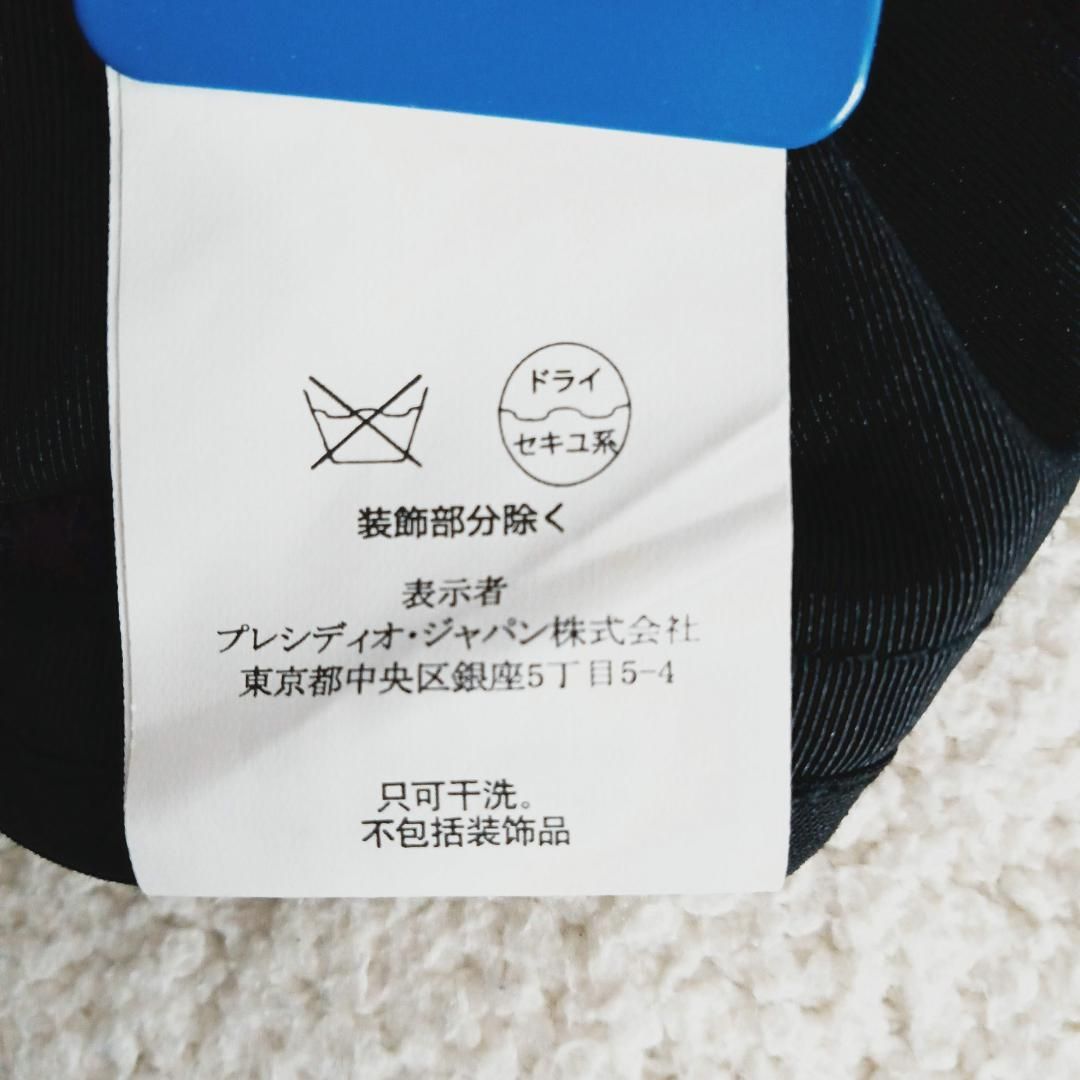 ドライ
セキユ系
装飾部分除く
表示者
プレシディオ・ジャパン株式会社
東京都中央区銀座5丁目5-4
只可干洗。
不包括装饰品